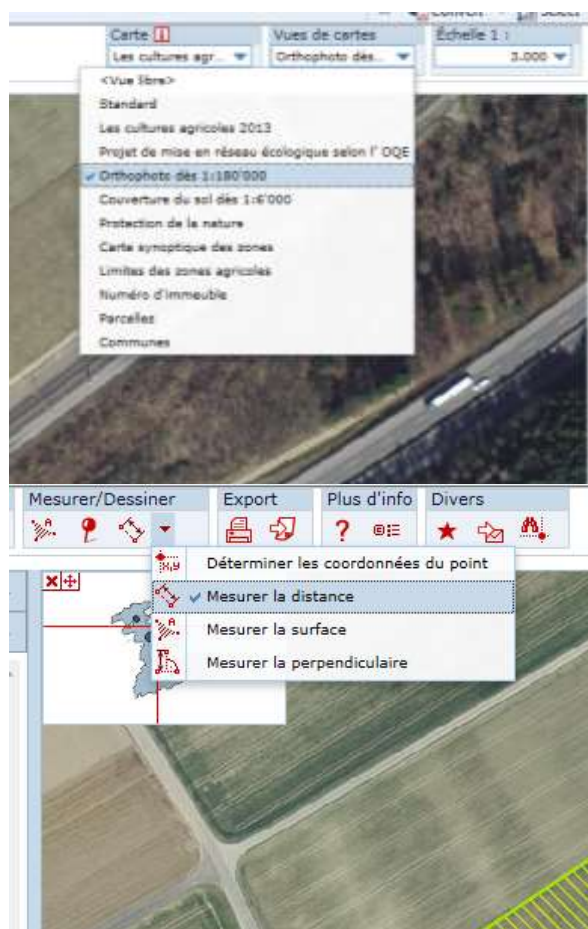 Convert Select
Carte Vues de cartes Échelle 1 :
Les cultures agr... Orthophoto dès... 3.000
<Vue libre>
Standard
Les cultures agricoles 2013
Projet de mise en réseau écologique selon l' OQE
Orthophoto dès 1:180'000
Couverture du sol dès 1:6'000
Protection de la nature
Carte synoptique des zones
Limites des zones agricoles
Numéro d'immeuble
Parcelles
Communes
Mesurer/Dessiner Export Plus d'info Divers
Déterminer les coordonnées du point
Mesurer la distance
Mesurer la surface
Mesurer la perpendiculaire